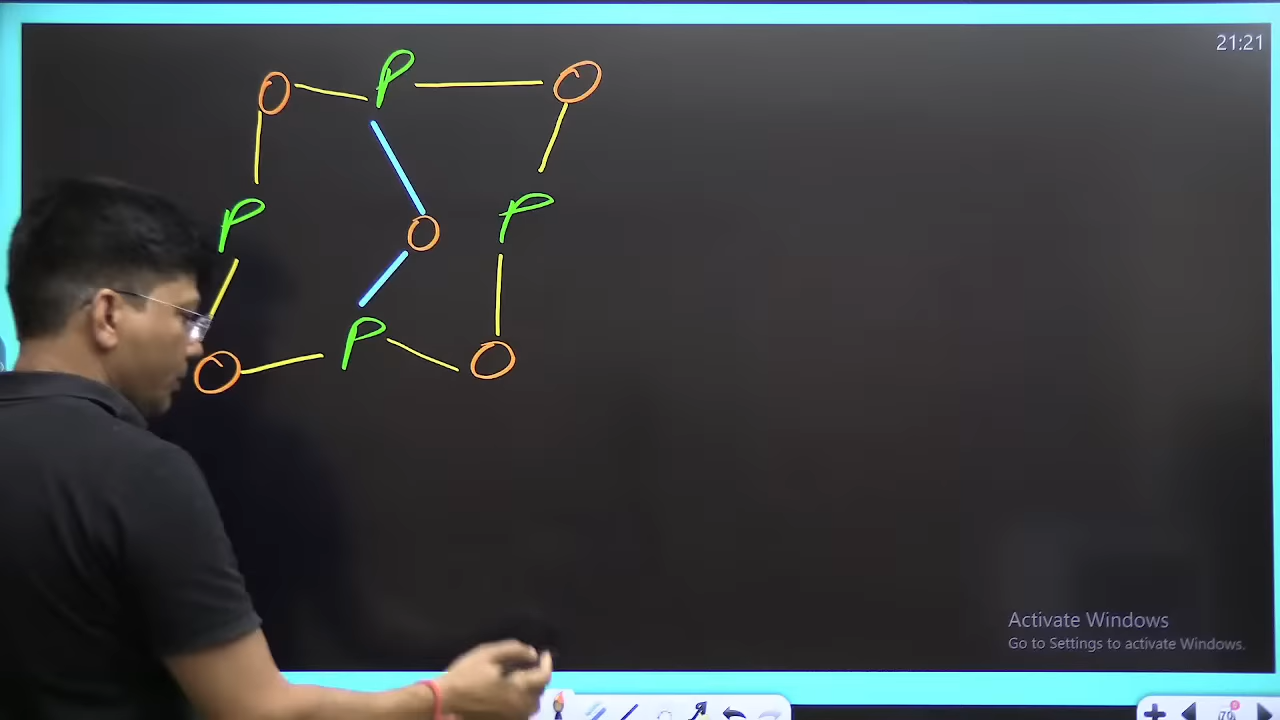 21:21
O P O
P P
O
P
O O
Activate Windows
Go to Settings to activate Windows.